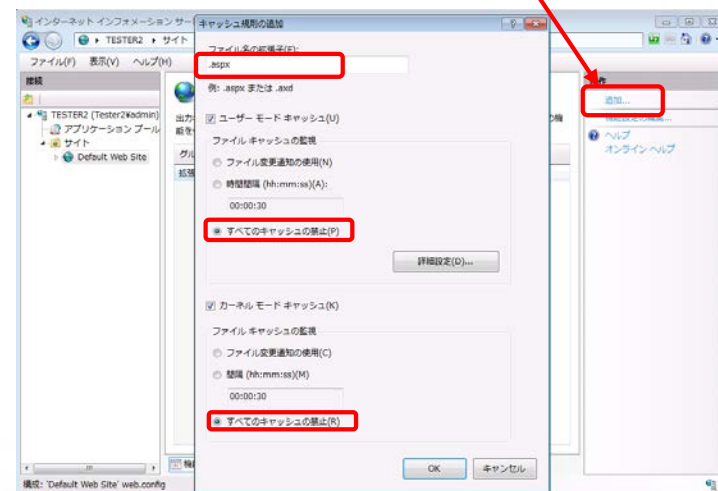 インターネット インフォメーション サー
キャッシュ規則の追加
TESTER2
サイト
ファイル(F) 表示(V) ヘルプ(H)
接続
TESTER2 (Tester2¥admin)
アプリケーション プール
サイト
Default Web Site
ファイル名の拡張子(E):
.aspx
例: .aspx または .axd
ユーザー モード キャッシュ(U)
ファイル キャッシュの監視
ファイル変更通知の使用(N)
時間間隔 (hh:mm:ss)(A):
00:00:30
すべてのキャッシュの禁止(P)
詳細設定(D)...
カーネル モード キャッシュ(K)
ファイル キャッシュの監視
ファイル変更通知の使用(C)
間隔 (hh:mm:ss)(M)
00:00:30
すべてのキャッシュの禁止(R)
OK
キャンセル
追加...
ヘルプ
オンライン ヘルプ
構成: 'Default Web Site' web.config